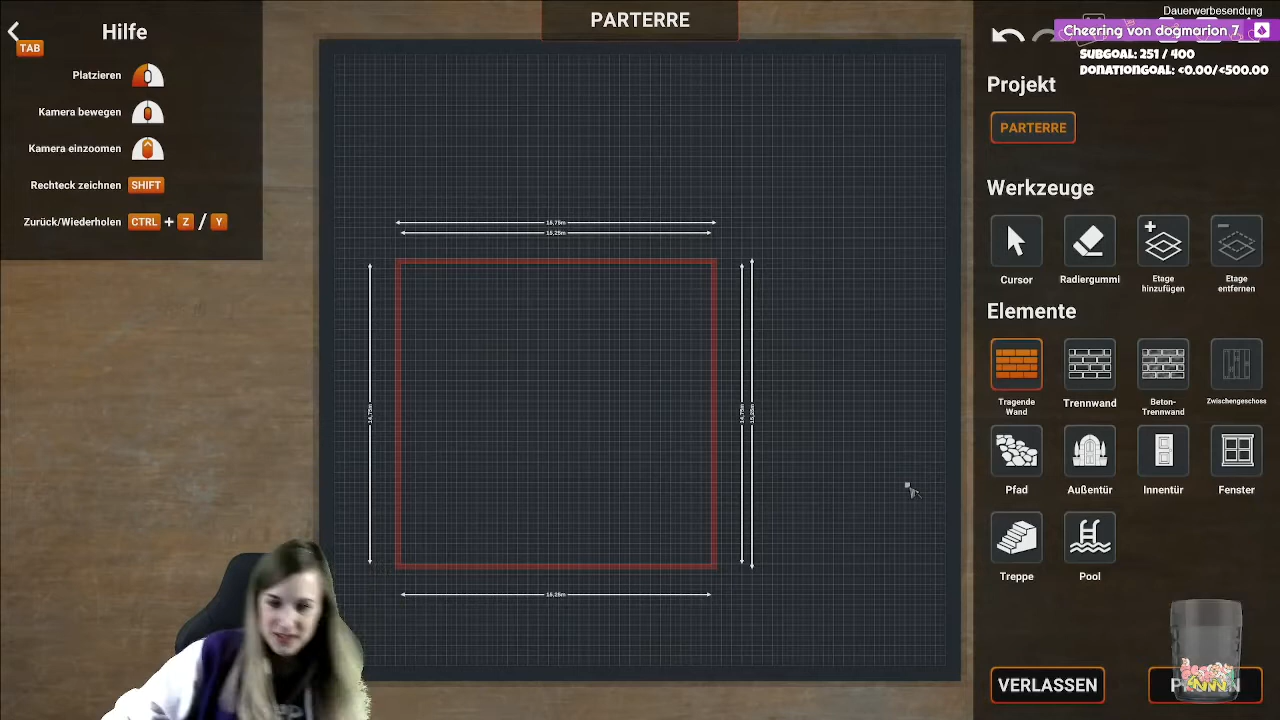 Hilfe
TAB
Platzieren
Kamera bewegen
Kamera einzoomen
Rechteck zeichnen SHIFT
Zurück/Wiederholen CTRL + Z / Y
PARTERRE
Dauerwerbesendung
Cheering von dogmarion 7
SUBGOAL: 251 / 400
DONATIONGOAL: €0.00/€500.00
Projekt
PARTERRE
Werkzeuge
Cursor
Radiergummi
Etage hinzufügen
Etage entfernen
Elemente
Tragende Wand
Trennwand
Beton-Trennwand
Zwischengeschoss
Pfad
Außentür
Innentür
Fenster
Treppe
Pool
VERLASSEN